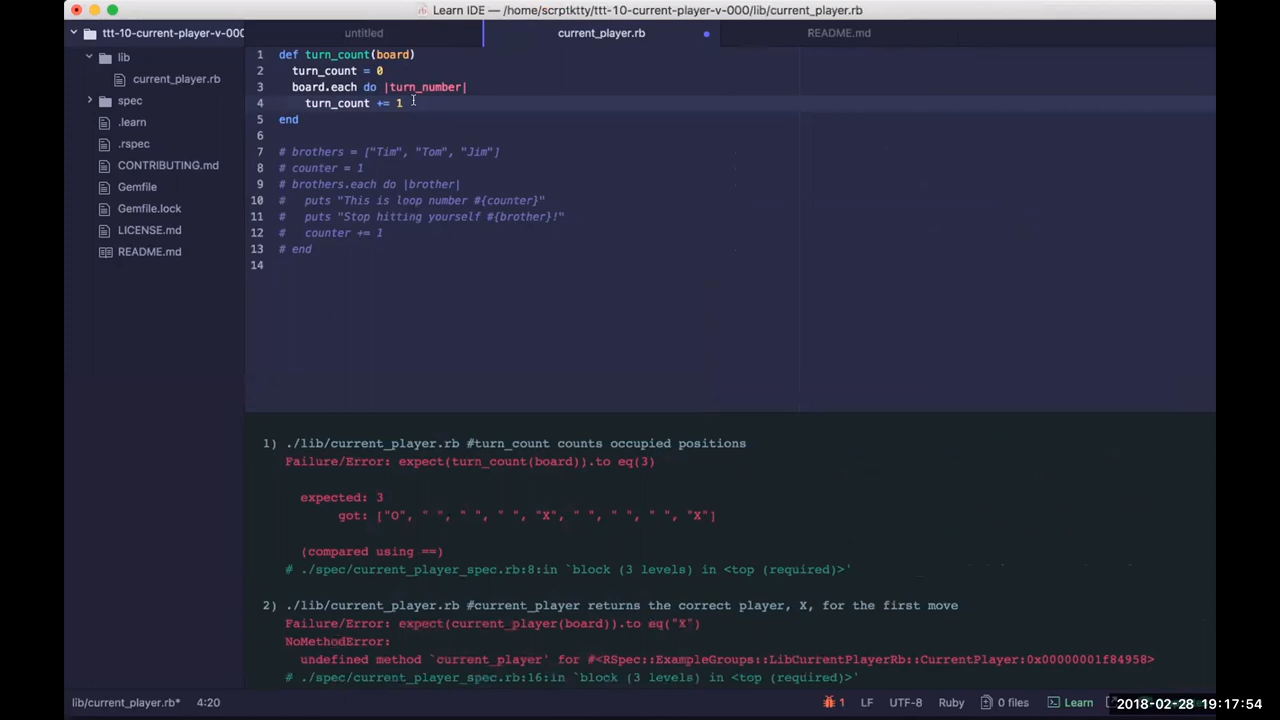 Learn IDE — /home/scrptktty/ttt-10-current-player-v-000/lib/current_player.rb
ttt-10-current-player-v-000
lib
current_player.rb
spec
.learn
.rspec
CONTRIBUTING.md
Gemfile
Gemfile.lock
LICENSE.md
README.md
untitled
current_player.rb
README.md
1 def turn_count(board)
2 turn_count = 0
3 board.each do |turn_number|
4 turn_count += 1
5 end
6
7 # brothers = ["Tim", "Tom", "Jim"]
8 # counter = 1
9 # brothers.each do |brother|
10 # puts "This is loop number #{counter}"
11 # puts "Stop hitting yourself #{brother}!"
12 # counter += 1
13 # end
14
1) ./lib/current_player.rb #turn_count counts occupied positions
Failure/Error: expect(turn_count(board)).to eq(3)
expected: 3
got: ["O", " ", " ", " ", "X", " ", " ", " ", "X"]
(compared using ==)
# ./spec/current_player_spec.rb:8:in `block (3 levels) in <top (required)>'
2) ./lib/current_player.rb #current_player returns the correct player, X, for the first move
Failure/Error: expect(current_player(board)).to eq("X")
NoMethodError:
undefined method `current_player' for #<RSpec::ExampleGroups::LibCurrentPlayerRb::CurrentPlayer:0x00000001f84958>
# ./spec/current_player_spec.rb:16:in `block (3 levels) in <top (required)>'
lib/current_player.rb* 4:20 1 LF UTF-8 Ruby 0 files Learn
2018-02-28 19:17:54